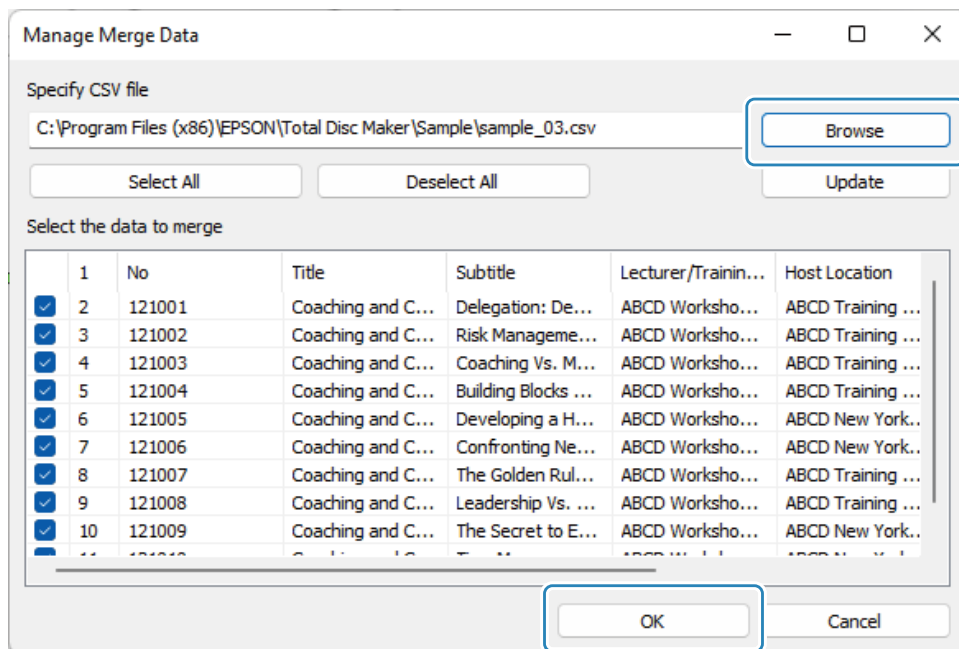 Manage Merge Data
Specify CSV file
C:\Program Files (x86)\EPSON\Total Disc Maker\Sample\sample_03.csv
Browse
Select All Deselect All Update
Select the data to merge
1 No Title Subtitle Lecturer/Trainin... Host Location
2 121001 Coaching and C... Delegation: De... ABCD Worksho... ABCD Training ...
3 121002 Coaching and C... Risk Manageme... ABCD Worksho... ABCD Training ...
4 121003 Coaching and C... Coaching Vs. M... ABCD Worksho... ABCD Training ...
5 121004 Coaching and C... Building Blocks ... ABCD Worksho... ABCD Training ...
6 121005 Coaching and C... Developing a H... ABCD Worksho... ABCD New York..
7 121006 Coaching and C... Confronting Ne... ABCD Worksho... ABCD New York..
8 121007 Coaching and C... The Golden Rul... ABCD Worksho... ABCD Training ...
9 121008 Coaching and C... Leadership Vs. ... ABCD Worksho... ABCD Training ...
10 121009 Coaching and C... The Secret to E... ABCD Worksho... ABCD New York..
OK Cancel